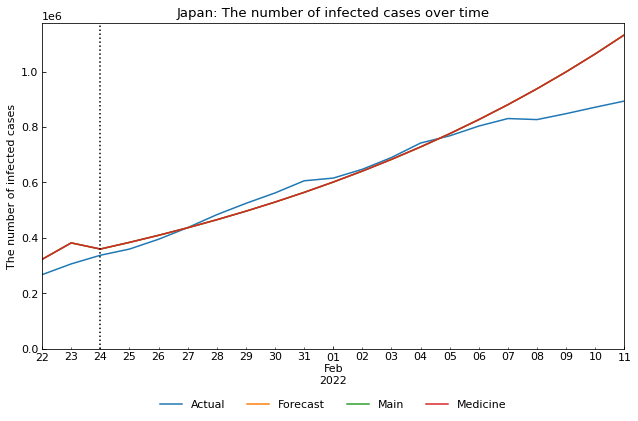 Japan: The number of infected cases over time
1e6
The number of infected cases
1.0
0.8
0.6
0.4
0.2
0.0
22 23 24 25 26 27 28 29 30 31 01 02 03 04 05 06 07 08 09 10 11
Feb
2022
Actual Forecast Main Medicine